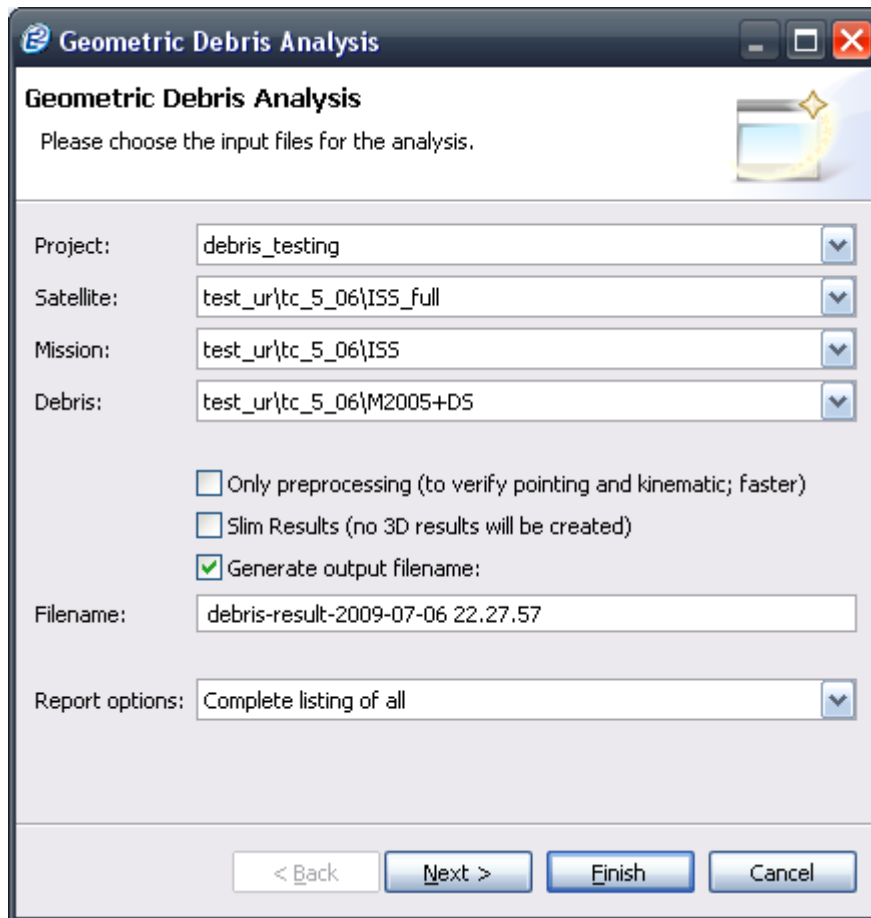 Geometric Debris Analysis
Geometric Debris Analysis
Please choose the input files for the analysis.
Project: debris_testing
Satellite: test_ur\tc_5_06\ISS_full
Mission: test_ur\tc_5_06\ISS
Debris: test_ur\tc_5_06\M2005+DS
Only preprocessing (to verify pointing and kinematic; faster)
Slim Results (no 3D results will be created)
Generate output filename:
Filename: debris-result-2009-07-06 22.27.57
Report options: Complete listing of all
< Back Next > Finish Cancel